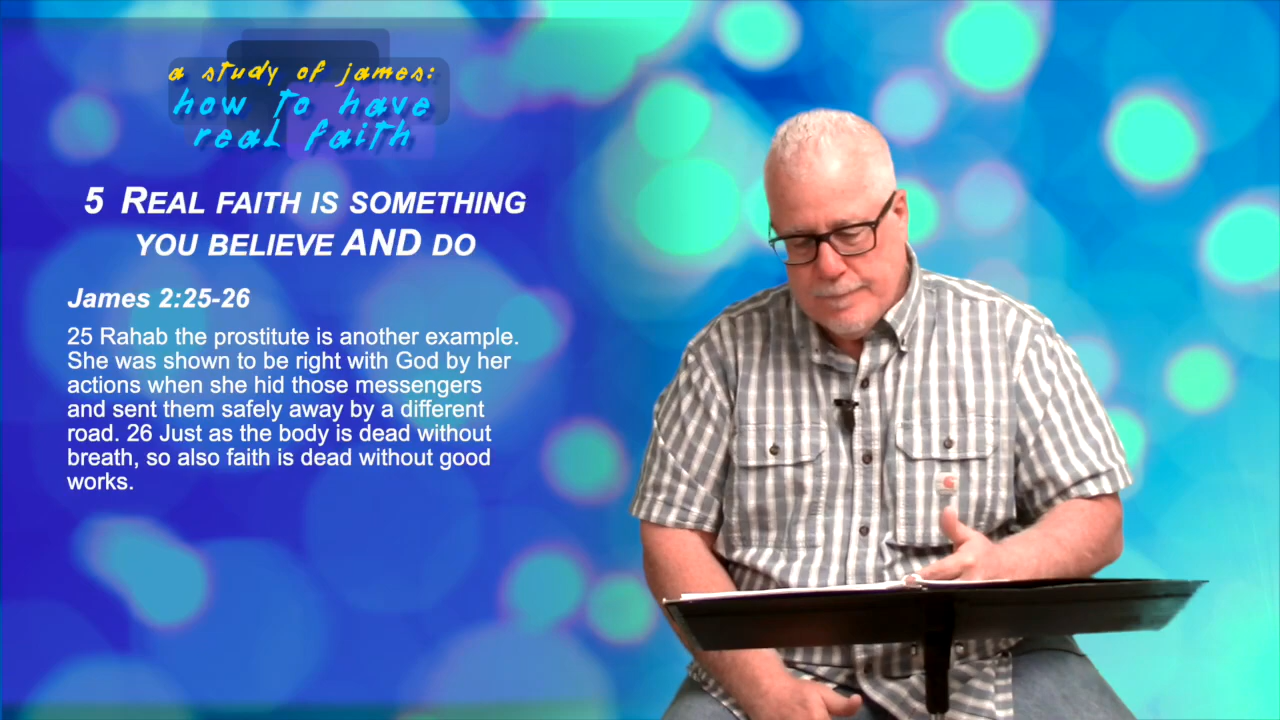 a study of james:
how to have
real faith
5 REAL FAITH IS SOMETHING
YOU BELIEVE AND DO
James 2:25-26
25 Rahab the prostitute is another example.
She was shown to be right with God by her
actions when she hid those messengers
and sent them safely away by a different
road. 26 Just as the body is dead without
breath, so also faith is dead without good
works.